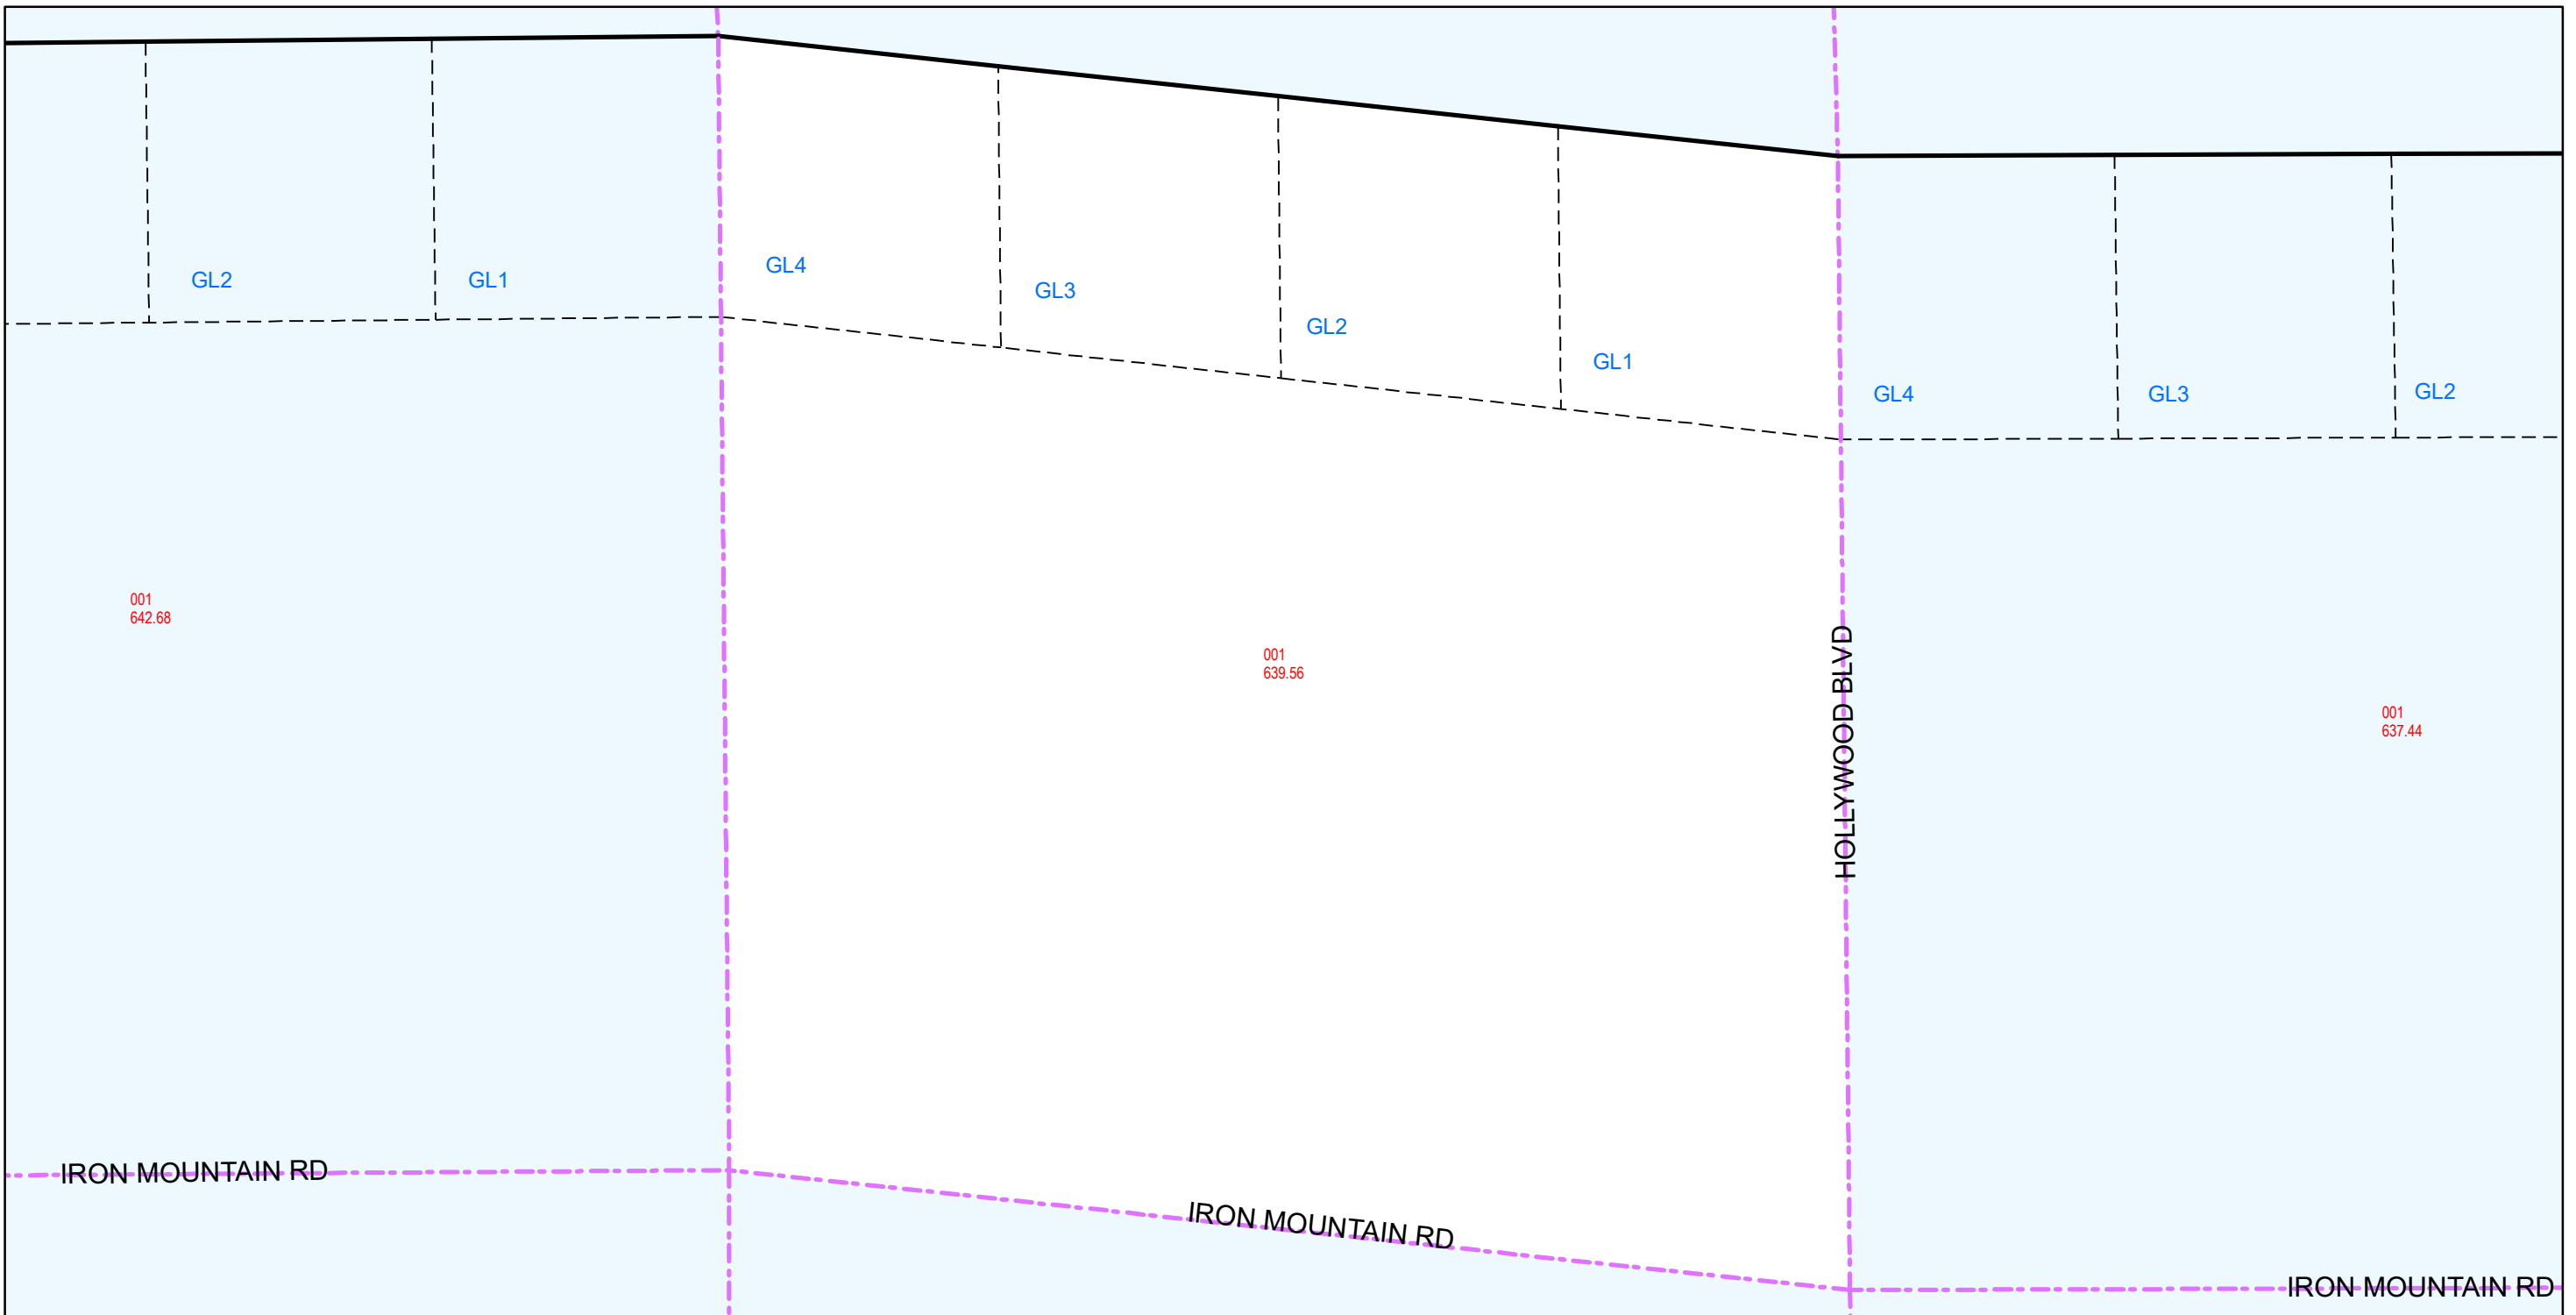 GL2
GL1
GL4
GL3
GL2
GL1
GL4
GL3
GL2
001
642.68
001
639.56
001
637.44
HOLLYWOOD BLVD
IRON MOUNTAIN RD
IRON MOUNTAIN RD
IRON MOUNTAIN RD